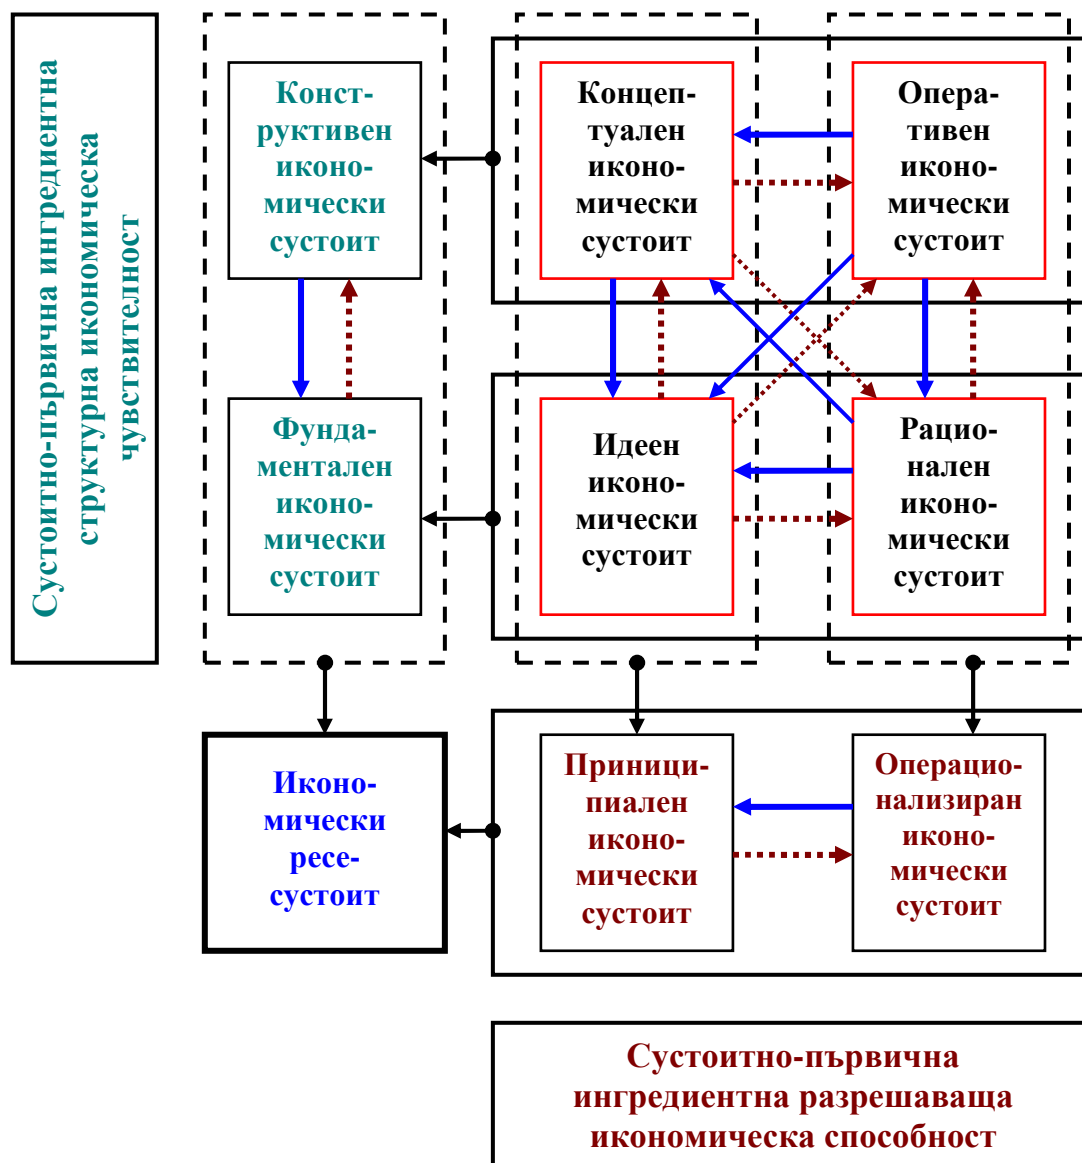 Сустоитно-първична ингредиентна
структурна икономическа
чувствителност
Конст-
руктивен
иконо-
мически
сустоит
Концеп-
туален
иконо-
мически
сустоит
Опера-
тивен
иконо-
мически
сустоит
Фунда-
ментален
иконо-
мически
сустоит
Идеен
иконо-
мически
сустоит
Рацио-
нален
иконо-
мически
сустоит
Иконо-
мически
ресе-
сустоит
Приници-
пиален
иконо-
мически
сустоит
Операцио-
нализиран
иконо-
мически
сустоит
Сустоитно-първична
ингредиентна разрешаваща
икономическа способност